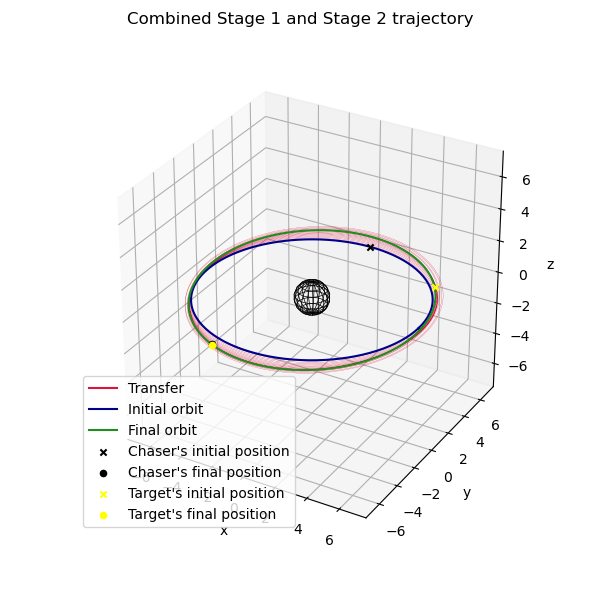 Combined Stage 1 and Stage 2 trajectory
6
4
2
0
−2
−4
−6
z
6
4
2
0
−2
−4
−6
y
4
6
x
Transfer
Initial orbit
Final orbit
Chaser's initial position
Chaser's final position
Target's initial position
Target's final position